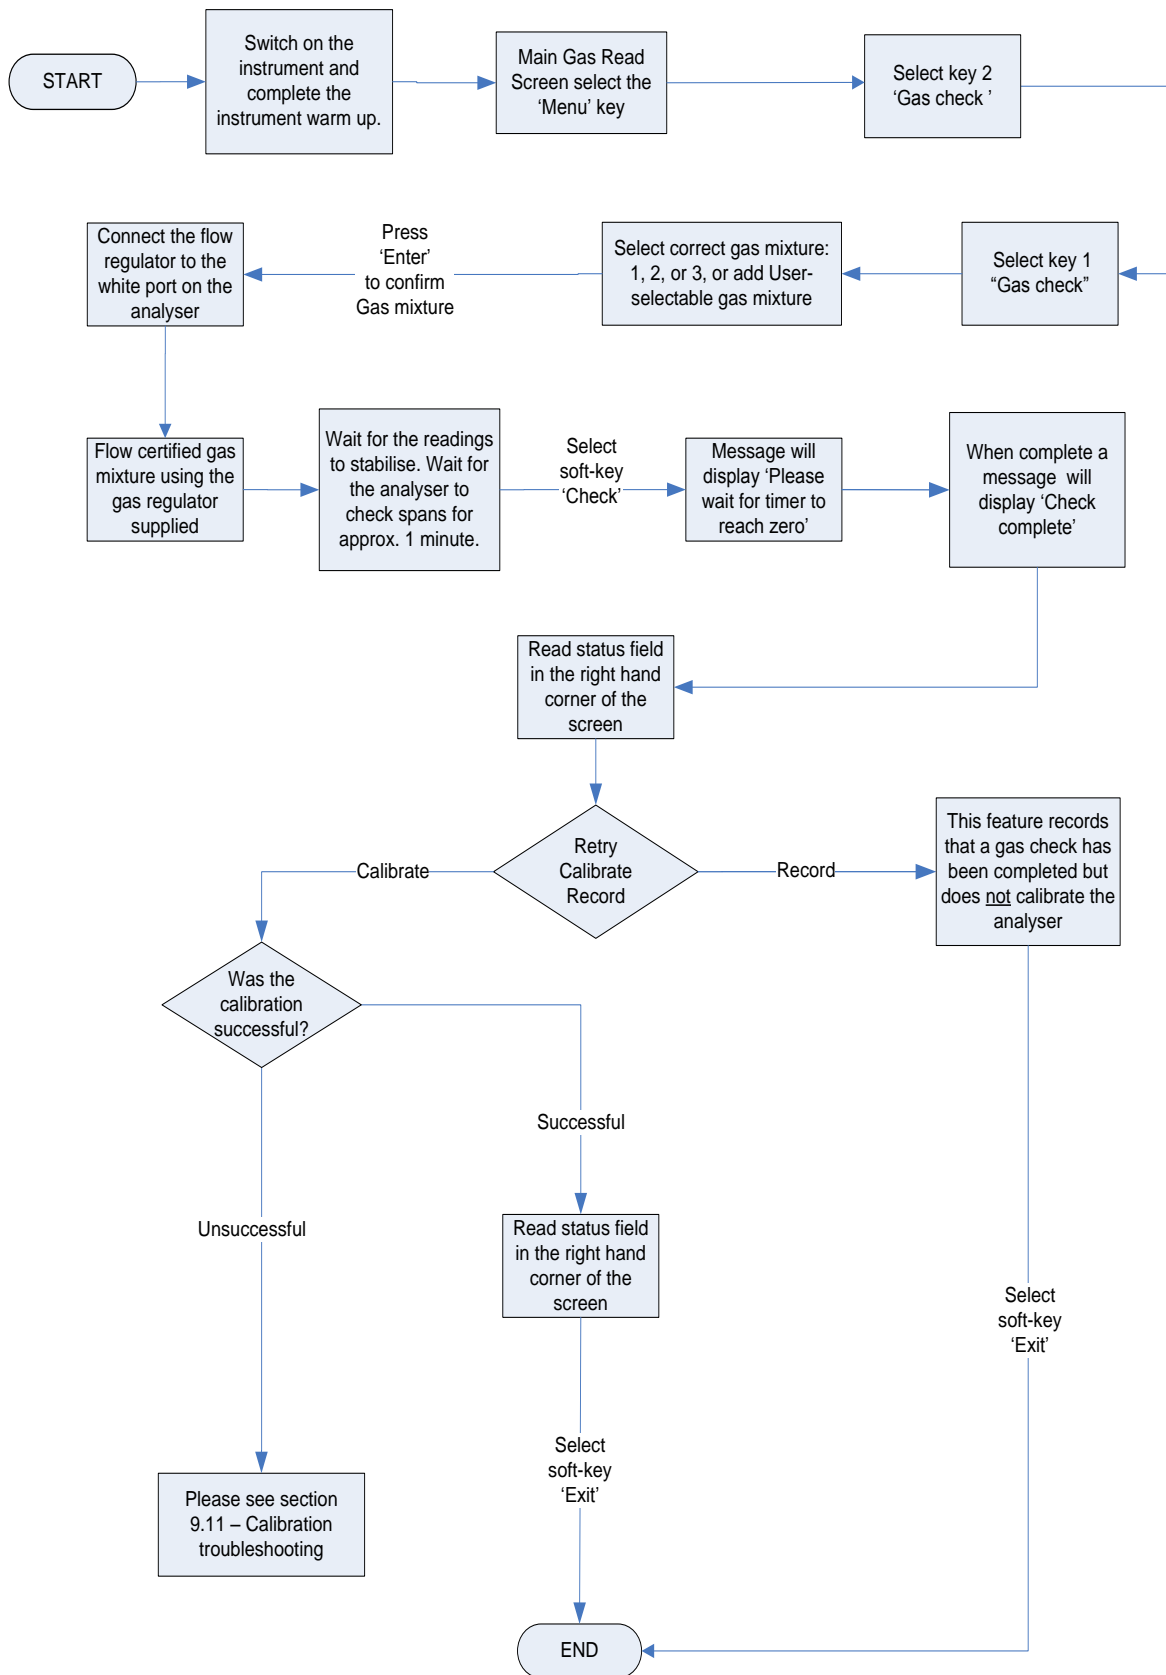 START
Switch on the
instrument and
complete the
instrument warm up.
Main Gas Read
Screen select the
‘Menu’ key
Select key 2
‘Gas check ’
Select key 1
“Gas check”
Select correct gas mixture:
1, 2, or 3, or add User-
selectable gas mixture
Press
‘Enter’
to confirm
Gas mixture
Connect the flow
regulator to the
white port on the
analyser
Flow certified gas
mixture using the
gas regulator
supplied
Wait for the readings
to stabilise. Wait for
the analyser to
check spans for
approx. 1 minute.
Select
soft-key
‘Check’
Message will
display ‘Please
wait for timer to
reach zero’
When complete a
message will
display ‘Check
complete’
Read status field
in the right hand
corner of the
screen
Retry
Calibrate
Record
Calibrate
Record
This feature records
that a gas check has
been completed but
does not calibrate the
analyser
Was the
calibration
successful?
Successful
Unsuccessful
Read status field
in the right hand
corner of the
screen
Select
soft-key
‘Exit’
Select
soft-key
‘Exit’
Please see section
9.11 – Calibration
troubleshooting
END